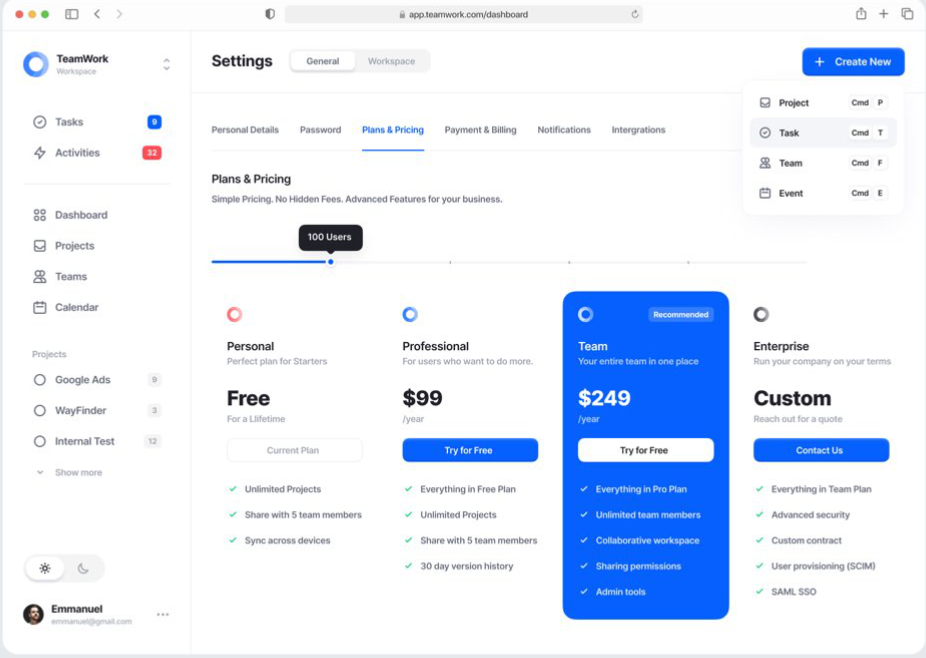 app.teamwork.com/dashboard
TeamWork
Workspace
Tasks 9
Activities 32
Dashboard
Projects
Teams
Calendar
Projects
Google Ads 9
WayFinder 3
Internal Test 12
Show more
Emmanuel
emmanuel@gmail.com
Settings General Workspace
+ Create New
Project Cmd P
Task Cmd T
Team Cmd F
Event Cmd E
Personal Details Password Plans & Pricing Payment & Billing Notifications Intergrations
Plans & Pricing
Simple Pricing. No Hidden Fees. Advanced Features for your business.
100 Users
Personal
Perfect plan for Starters
Free
For a Llifetime
Current Plan
Unlimited Projects
Share with 5 team members
Sync across devices
Professional
For users who want to do more.
$99
/year
Try for Free
Everything in Free Plan
Unlimited Projects
Share with 5 team members
30 day version history
Recommended
Team
Your entire team in one place
$249
/year
Try for Free
Everything in Pro Plan
Unlimited team members
Collaborative workspace
Sharing permissions
Admin tools
Enterprise
Run your company on your terms
Custom
Reach out for a quote
Contact Us
Everything in Team Plan
Advanced security
Custom contract
User provisioning (SCIM)
SAML SSO